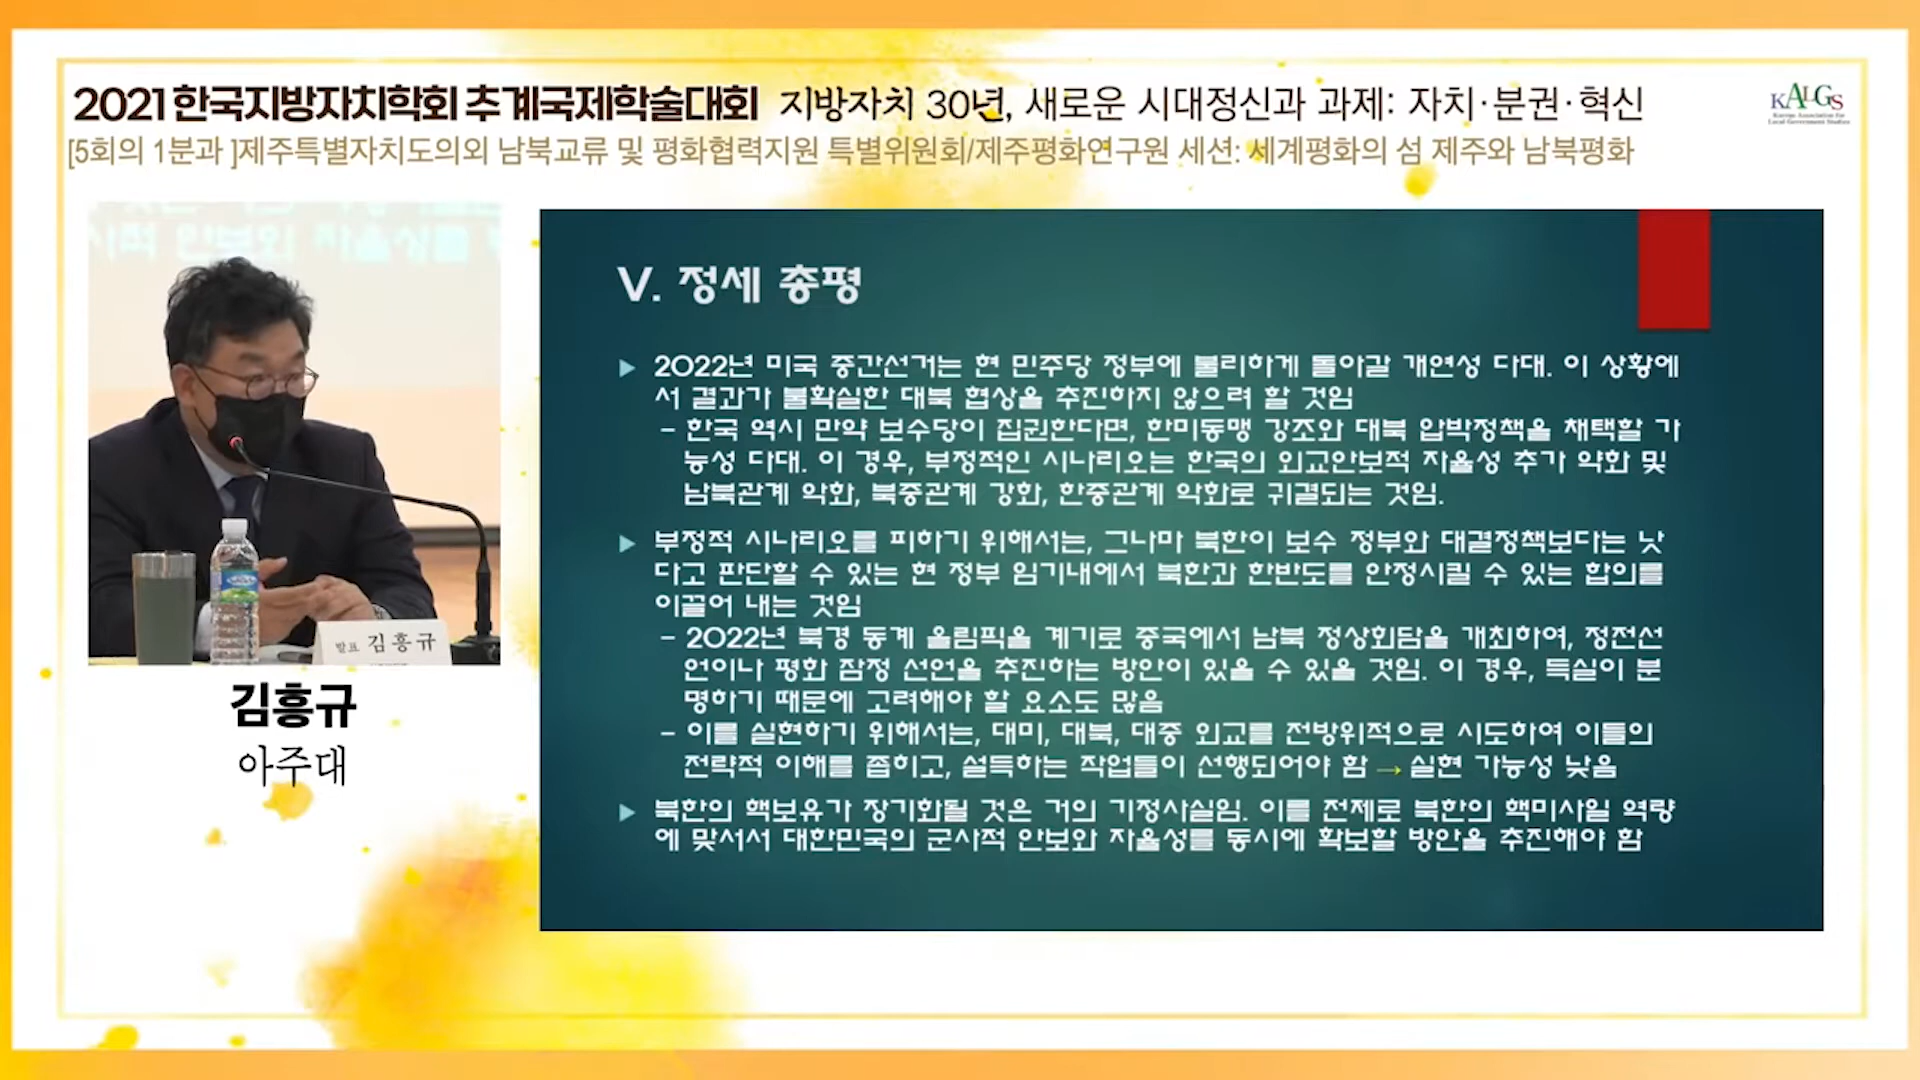 2021 한국지방자치학회 추계국제학술대회 지방자치 30년, 새로운 시대정신과 과제: 자치·분권·혁신
KALGS
Korean Association for
Local Government Studies
[5회의 1분과 ]제주특별자치도의외 남북교류 및 평화협력지원 특별위원회/제주평화연구원 세션: 세계평화의 섬 제주와 남북평화
발표 김흥규
김흥규
아주대
V. 정세 총평
▶ 2022년 미국 중간선거는 현 민주당 정부에 불리하게 돌아갈 개연성 다대. 이 상황에
서 결과가 불확실한 대북 협상을 추진하지 않으려 할 것임
– 한국 역시 만약 보수당이 집권한다면, 한미동맹 강조와 대북 압박정책을 채택할 가
능성 다대. 이 경우, 부정적인 시나리오는 한국의 외교안보적 자율성 추가 약화 및
남북관계 악화, 북중관계 강화, 한중관계 악화로 귀결되는 것임.
▶ 부정적 시나리오를 피하기 위해서는, 그나마 북한이 보수 정부와 대결정책보다는 낫
다고 판단할 수 있는 현 정부 임기내에서 북한과 한반도를 안정시킬 수 있는 합의를
이끌어 내는 것임
– 2022년 북경 동계 올림픽을 계기로 중국에서 남북 정상회담을 개최하여, 정전선
언이나 평화 잠정 선언을 추진하는 방안이 있을 수 있을 것임. 이 경우, 득실이 분
명하기 때문에 고려해야 할 요소도 많음
– 이를 실현하기 위해서는, 대미, 대북, 대중 외교를 전방위적으로 시도하여 이들의
전략적 이해를 좁히고, 설득하는 작업들이 선행되어야 함 → 실현 가능성 낮음
▶ 북한의 핵보유가 장기화될 것은 거의 기정사실임. 이를 전제로 북한의 핵미사일 역량
에 맞서서 대한민국의 군사적 안보와 자율성을 동시에 확보할 방안을 추진해야 함